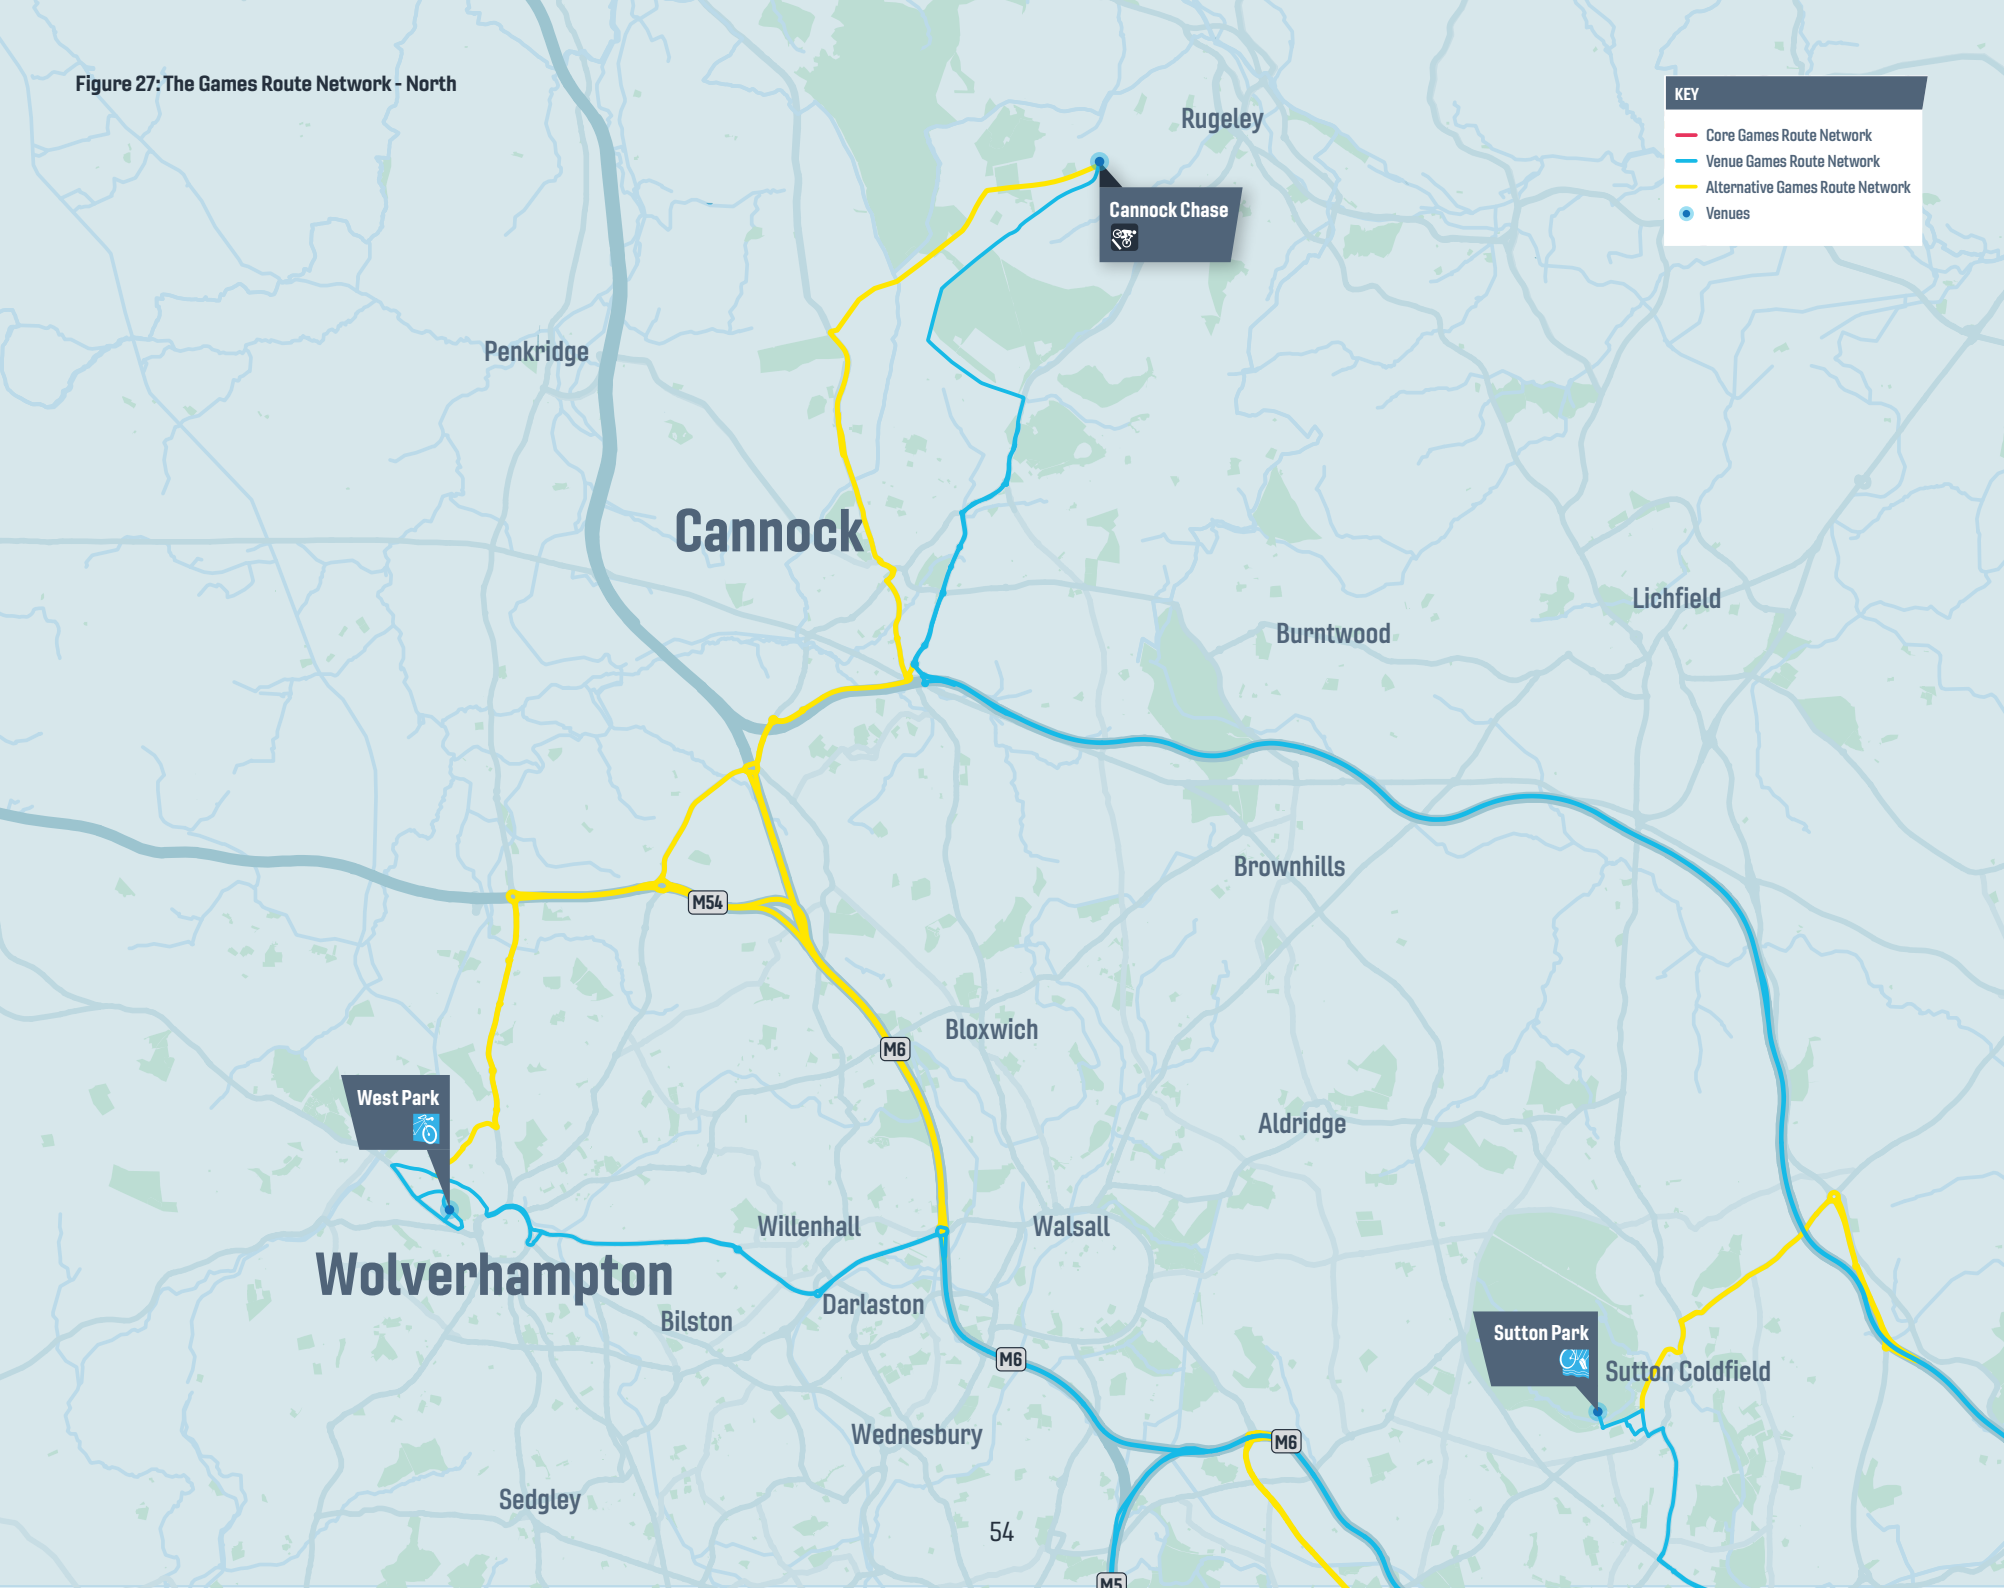 Figure 27: The Games Route Network - North
KEY
Core Games Route Network
Venue Games Route Network
Alternative Games Route Network
Venues
Rugeley
Cannock Chase
Penkridge
Cannock
Lichfield
Burntwood
Brownhills
M54
Bloxwich
M6
West Park
Aldridge
Willenhall
Walsall
Wolverhampton
Darlaston
Bilston
Sutton Park
M6
Sutton Coldfield
Wednesbury
M6
Sedgley
54
M5